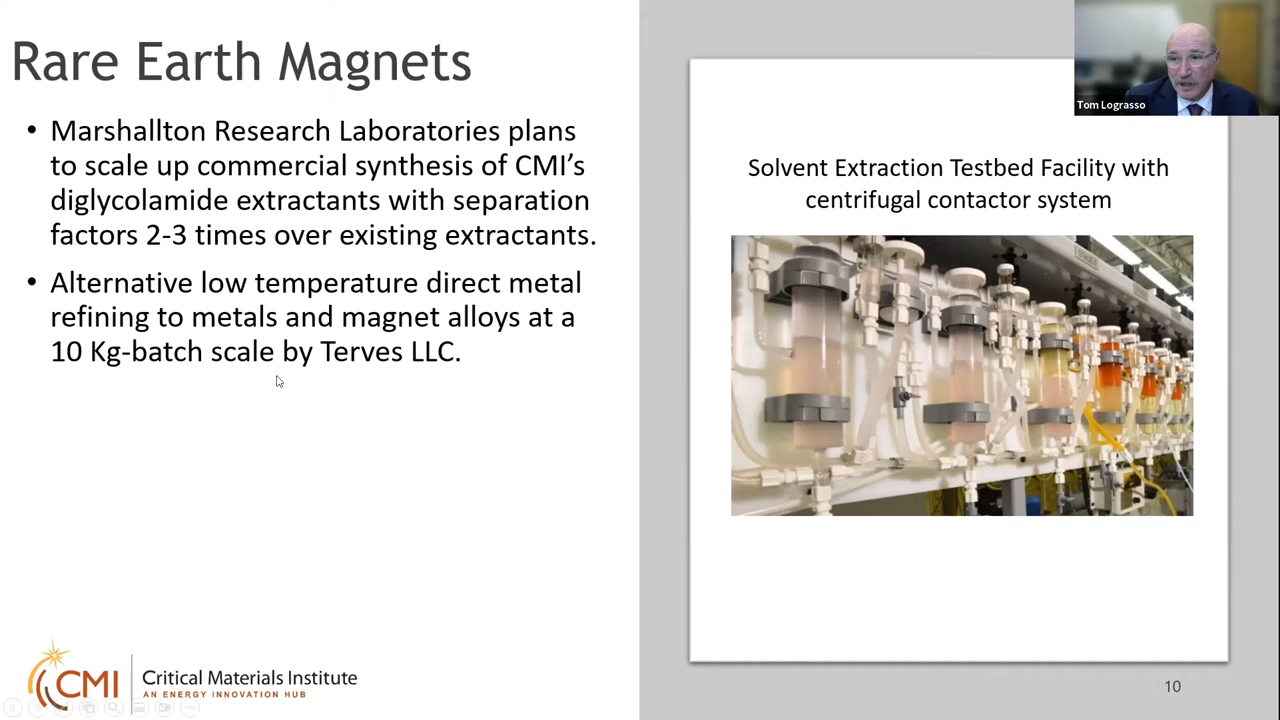 Rare Earth Magnets
• Marshallton Research Laboratories plans
to scale up commercial synthesis of CMI’s
diglycolamide extractants with separation
factors 2-3 times over existing extractants.
• Alternative low temperature direct metal
refining to metals and magnet alloys at a
10 Kg-batch scale by Terves LLC.
Tom Lograsso
Solvent Extraction Testbed Facility with
centrifugal contactor system
CMI
Critical Materials Institute
AN ENERGY INNOVATION HUB
10